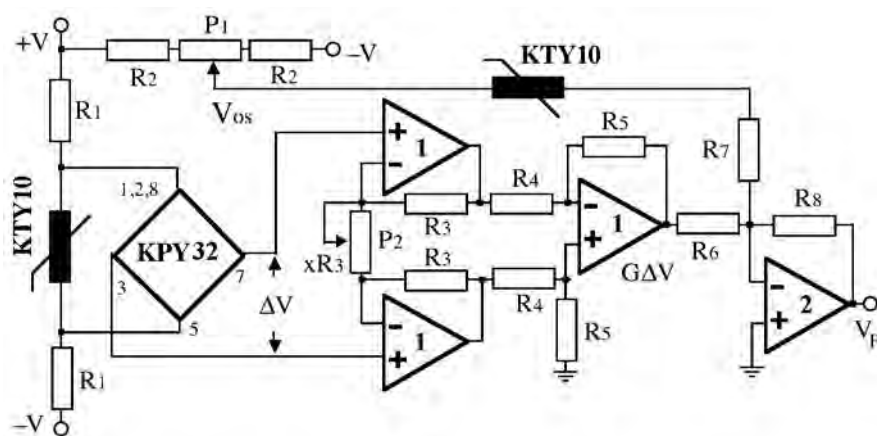 +V
R2
P1
R2
–V
KTY10
R1
Vos
R5
1
R7
1,2,8
R4
R8
R3
KTY10
KPY32
P2
1
R6
xR3
R3
GΔV
3
7
R4
2
ΔV
5
R5
VP
1
R1
–V